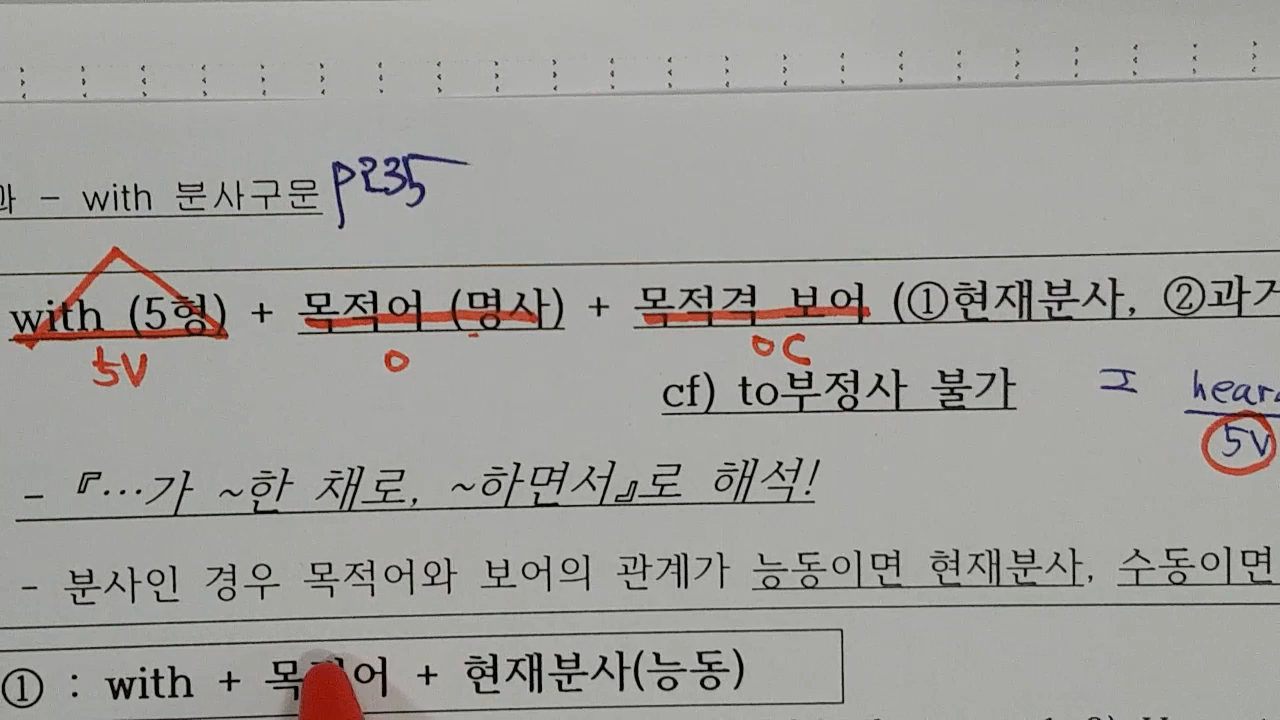 과 - with 분사구문 p235
with (5형) + 목적어 (명사) + 목적격 보어 (①현재분사, ②과거
5V O OC
cf) to부정사 불가 = hear
5V
- 『…가 ~한 채로, ~하면서』로 해석!
- 분사인 경우 목적어와 보어의 관계가 능동이면 현재분사, 수동이면
① : with + 목적어 + 현재분사(능동)